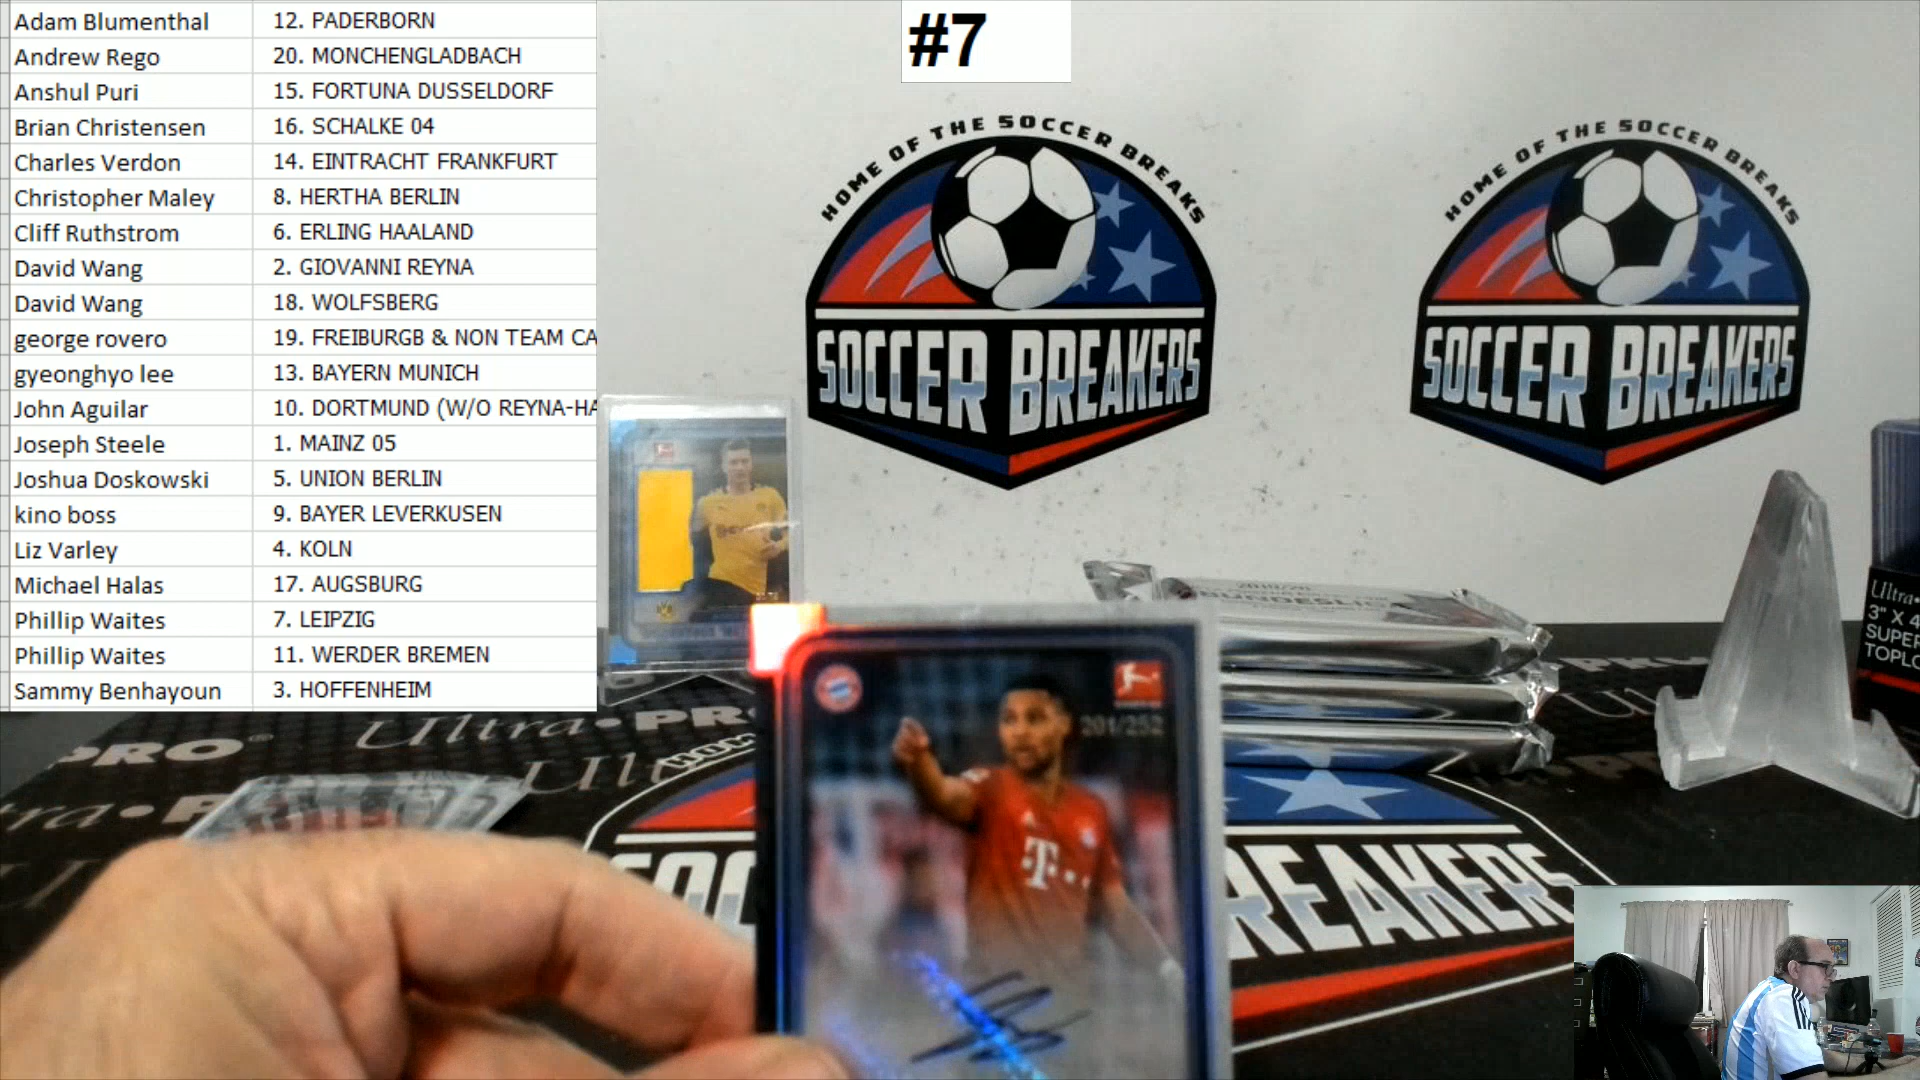 Adam Blumenthal 12. PADERBORN
Andrew Rego 20. MONCHENGLADBACH
Anshul Puri 15. FORTUNA DUSSELDORF
Brian Christensen 16. SCHALKE 04
Charles Verdon 14. EINTRACHT FRANKFURT
Christopher Maley 8. HERTHA BERLIN
Cliff Ruthstrom 6. ERLING HAALAND
David Wang 2. GIOVANNI REYNA
David Wang 18. WOLFSBERG
george rovero 19. FREIBURGB & NON TEAM CA
gyeonghyo lee 13. BAYERN MUNICH
John Aguilar 10. DORTMUND (W/O REYNA-HA
Joseph Steele 1. MAINZ 05
Joshua Doskowski 5. UNION BERLIN
kino boss 9. BAYER LEVERKUSEN
Liz Varley 4. KOLN
Michael Halas 17. AUGSBURG
Phillip Waites 7. LEIPZIG
Phillip Waites 11. WERDER BREMEN
Sammy Benhayoun 3. HOFFENHEIM
#7
HOME OF THE SOCCER BREAKS
SOCCER BREAKERS
HOME OF THE SOCCER BREAKS
SOCCER BREAKERS
2019/20
BUNDESLIG
Ultra
3" X 4
SUPER
TOPLO
201/252
T
PRO
Ultra•PRO
SOC
REAKERS